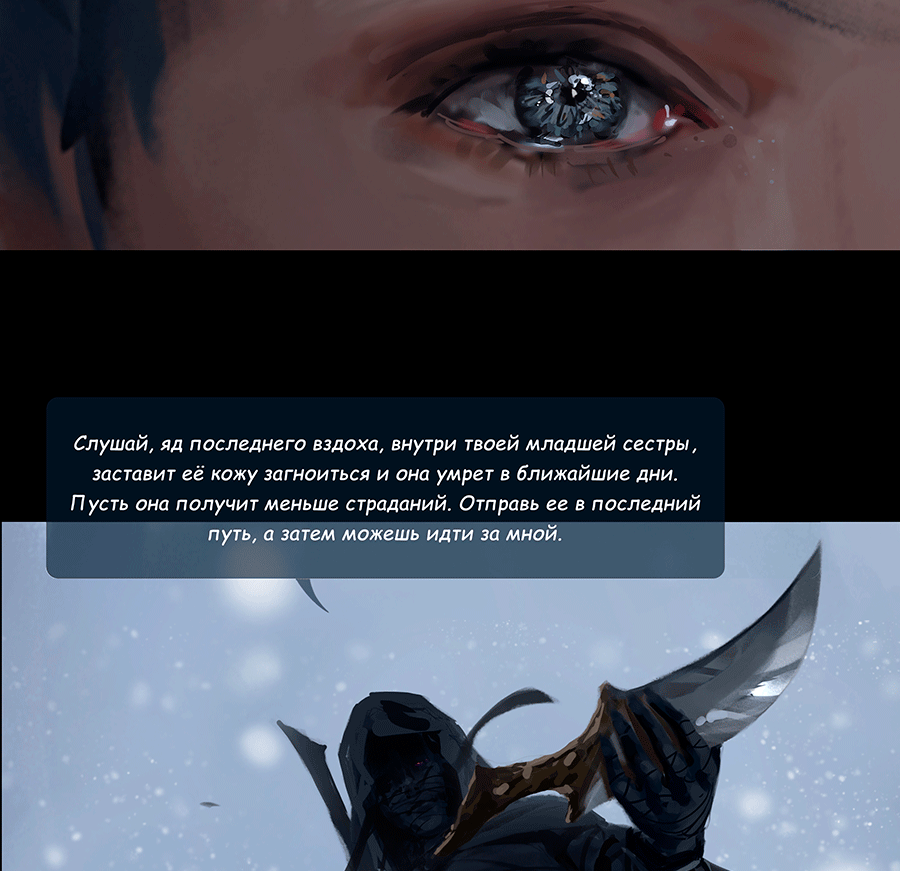 Слушай, яд последнего вздоха, внутри твоей младшей сестры,
заставит её кожу загноиться и она умрет в ближайшие дни.
Пусть она получит меньше страданий. Отправь ее в последний
путь, а затем можешь идти за мной.